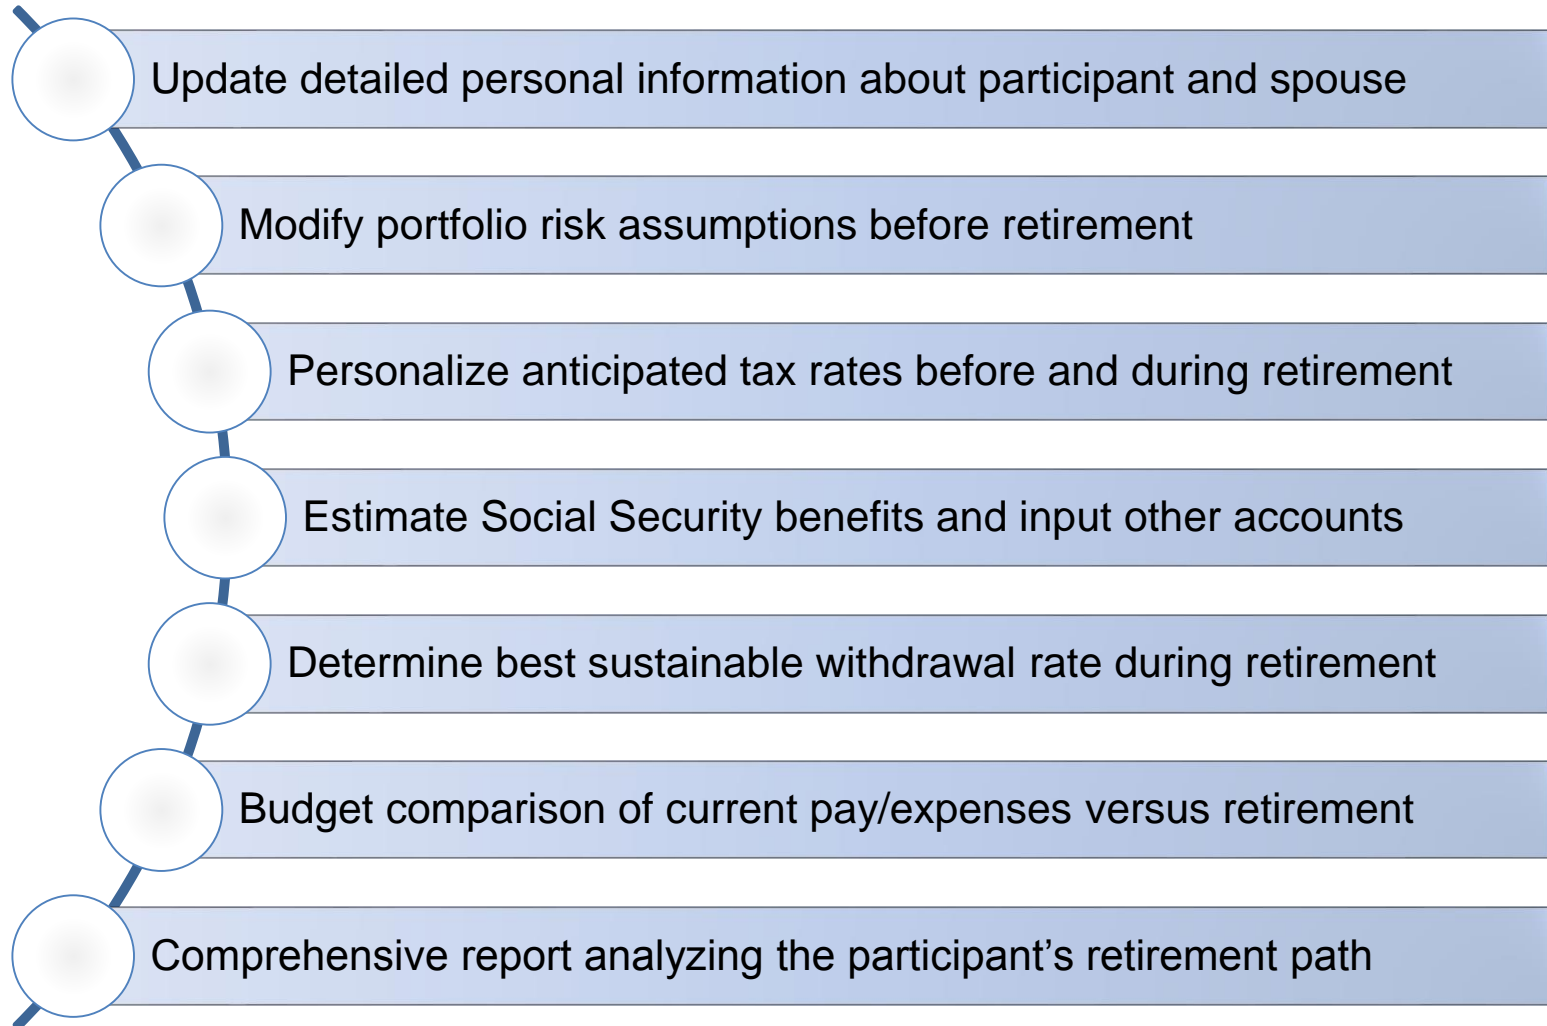 Update detailed personal information about participant and spouse
Modify portfolio risk assumptions before retirement
Personalize anticipated tax rates before and during retirement
Estimate Social Security benefits and input other accounts
Determine best sustainable withdrawal rate during retirement
Budget comparison of current pay/expenses versus retirement
Comprehensive report analyzing the participant’s retirement path